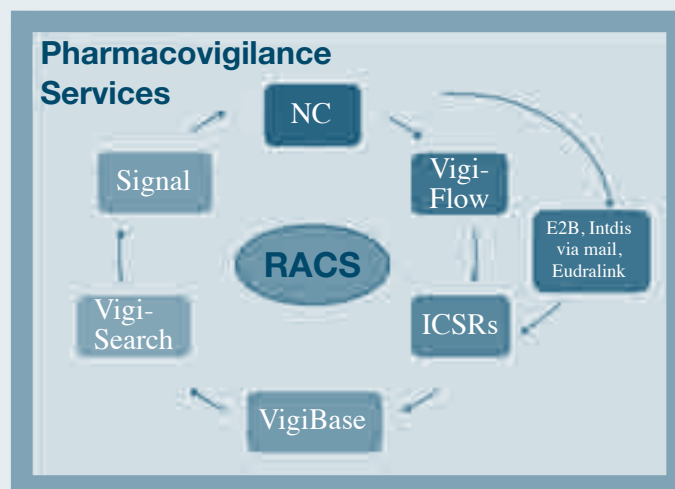 Pharmacovigilance
Services
NC
Signal
Vigi-
Flow
E2B, Intdis
via mail,
Eudralink
RACS
Vigi-
Search
ICSRs
VigiBase